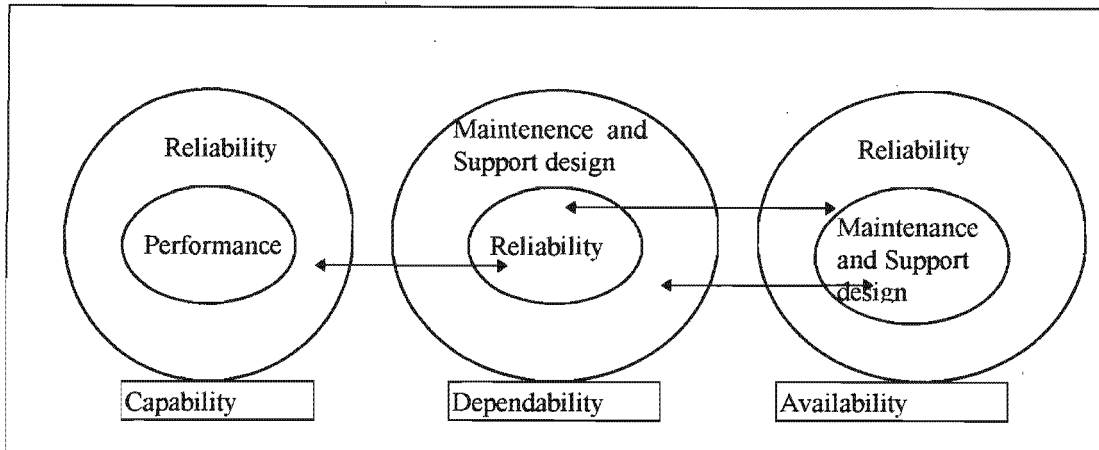 Reliability
Performance
Capability
Maintenence and
Support design
Reliability
Dependability
Reliability
Maintenance
and Support
design
Availability